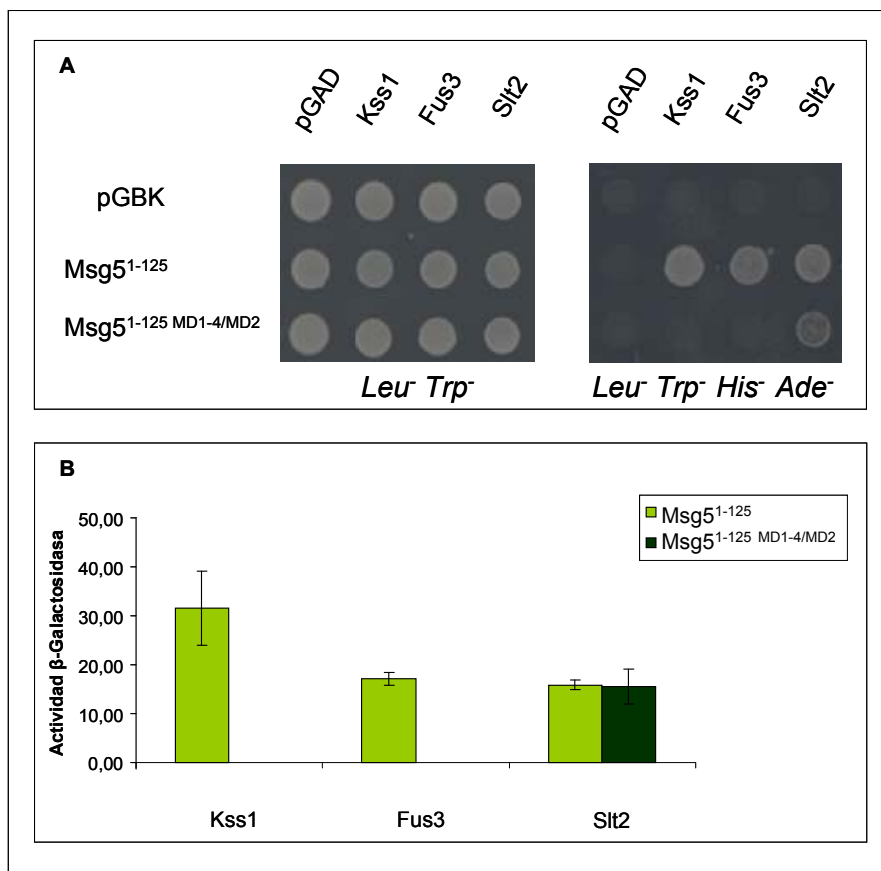 A
pGAD Kss1 Fus3 Slt2 pGAD Kss1 Fus3 Slt2
pGBK
Msg5¹⁻¹²⁵
Msg5¹⁻¹²⁵ ᴹᴰ¹⁻⁴/ᴹᴰ²
Leu⁻ Trp⁻ Leu⁻ Trp⁻ His⁻ Ade⁻
B
Actividad β-Galactosidasa
50,00
40,00
30,00
20,00
10,00
0,00
Msg5¹⁻¹²⁵
Msg5¹⁻¹²⁵ ᴹᴰ¹⁻⁴/ᴹᴰ²
Kss1 Fus3 Slt2